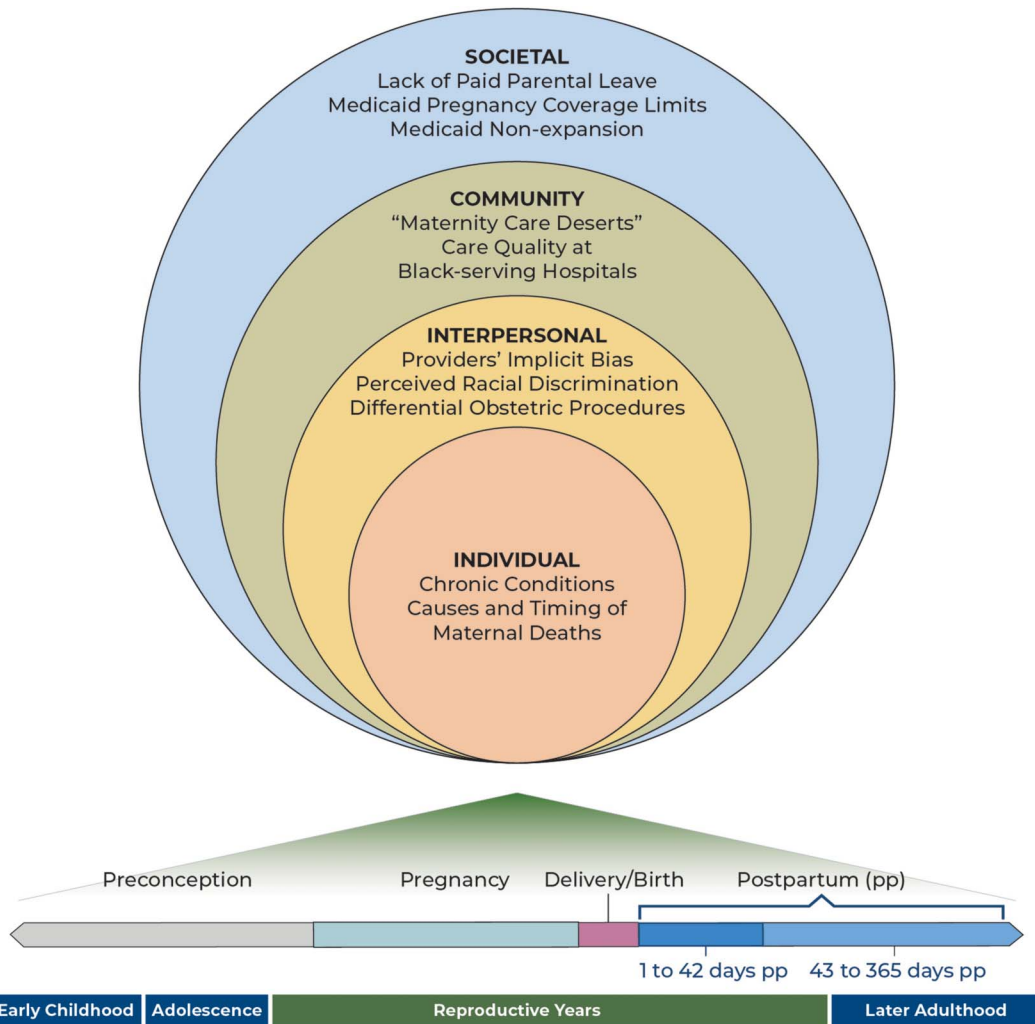 SOCIETAL
Lack of Paid Parental Leave
Medicaid Pregnancy Coverage Limits
Medicaid Non-expansion
COMMUNITY
“Maternity Care Deserts”
Care Quality at
Black-serving Hospitals
INTERPERSONAL
Providers’ Implicit Bias
Perceived Racial Discrimination
Differential Obstetric Procedures
INDIVIDUAL
Chronic Conditions
Causes and Timing of
Maternal Deaths
Preconception
Pregnancy
Delivery/Birth
Postpartum (pp)
1 to 42 days pp
43 to 365 days pp
Early Childhood
Adolescence
Reproductive Years
Later Adulthood